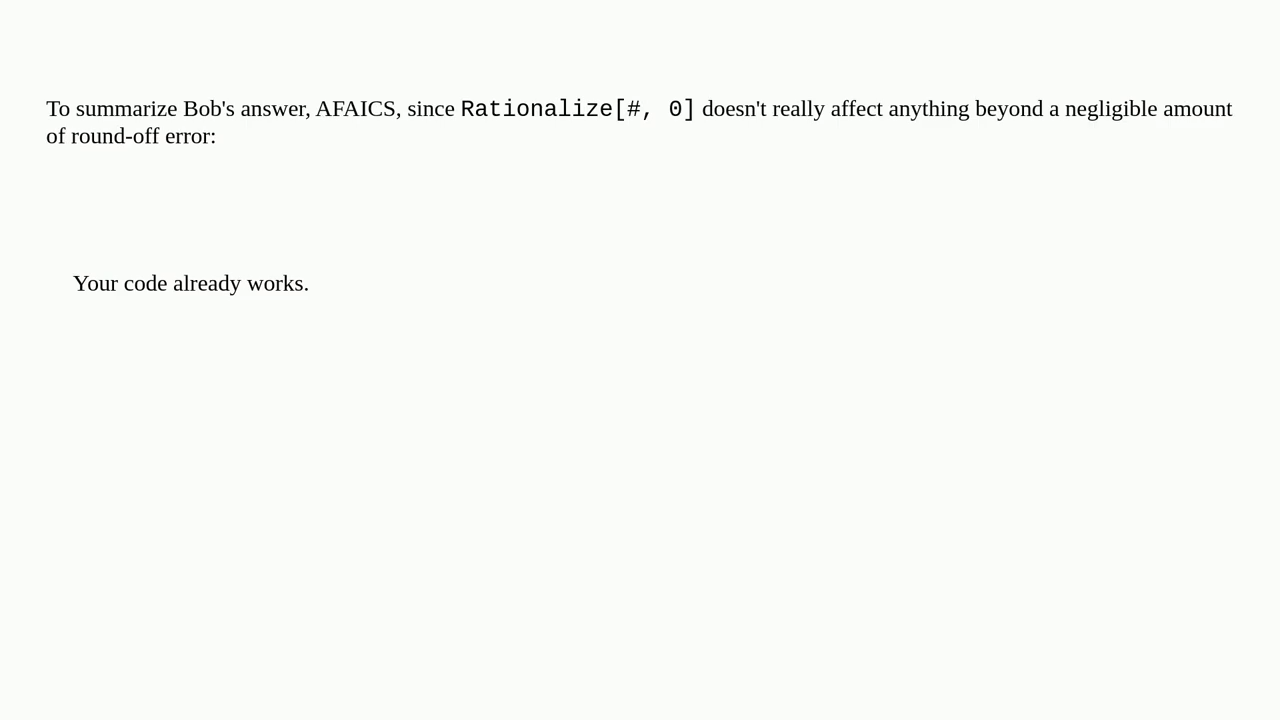 To summarize Bob's answer, AFAICS, since Rationalize[#, 0] doesn't really affect anything beyond a negligible amount
of round-off error:
Your code already works.